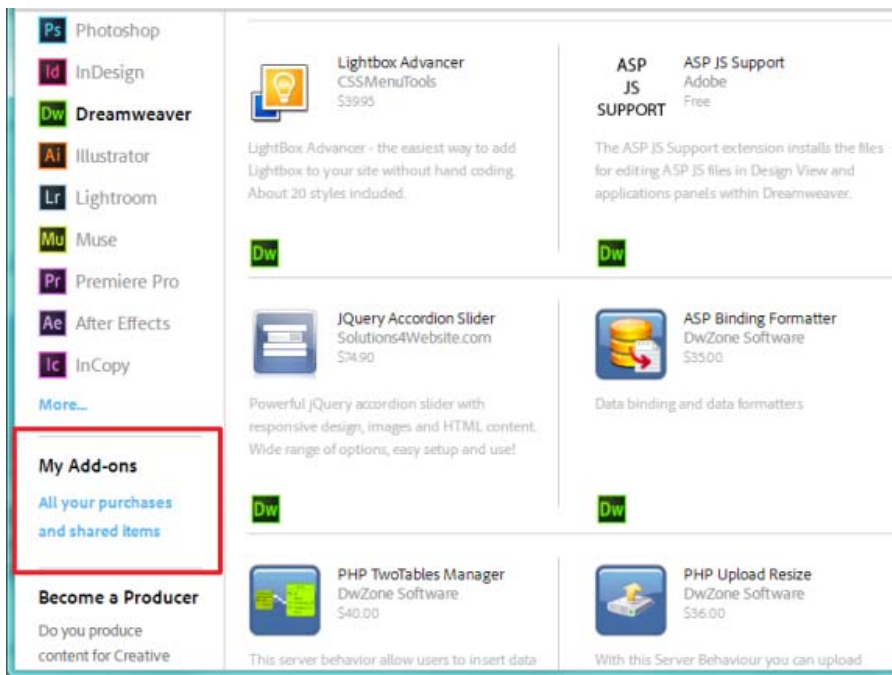 Ps Photoshop
Id InDesign
Dw Dreamweaver
Ai Illustrator
Lr Lightroom
Mu Muse
Pr Premiere Pro
Ae After Effects
Ic InCopy
More...
My Add-ons
All your purchases
and shared items
Become a Producer
Do you produce
content for Creative
Lightbox Advancer
CSSMenuTools
$39.95
LightBox Advancer - the easiest way to add
Lightbox to your site without hand coding.
About 20 styles included.
Dw
ASP
JS
SUPPORT
ASP JS Support
Adobe
Free
The ASP JS Support extension installs the files
for editing ASP JS files in Design View and
applications panels within Dreamweaver.
Dw
JQuery Accordion Slider
Solutions4Website.com
$74.90
Powerful jQuery accordion slider with
responsive design, images and HTML content.
Wide range of options, easy setup and use!
Dw
ASP Binding Formatter
DwZone Software
$35.00
Data binding and data formatters
Dw
PHP TwoTables Manager
DwZone Software
$40.00
This server behavior allow users to insert data
PHP Upload Resize
DwZone Software
$36.00
With this Server Behaviour you can upload